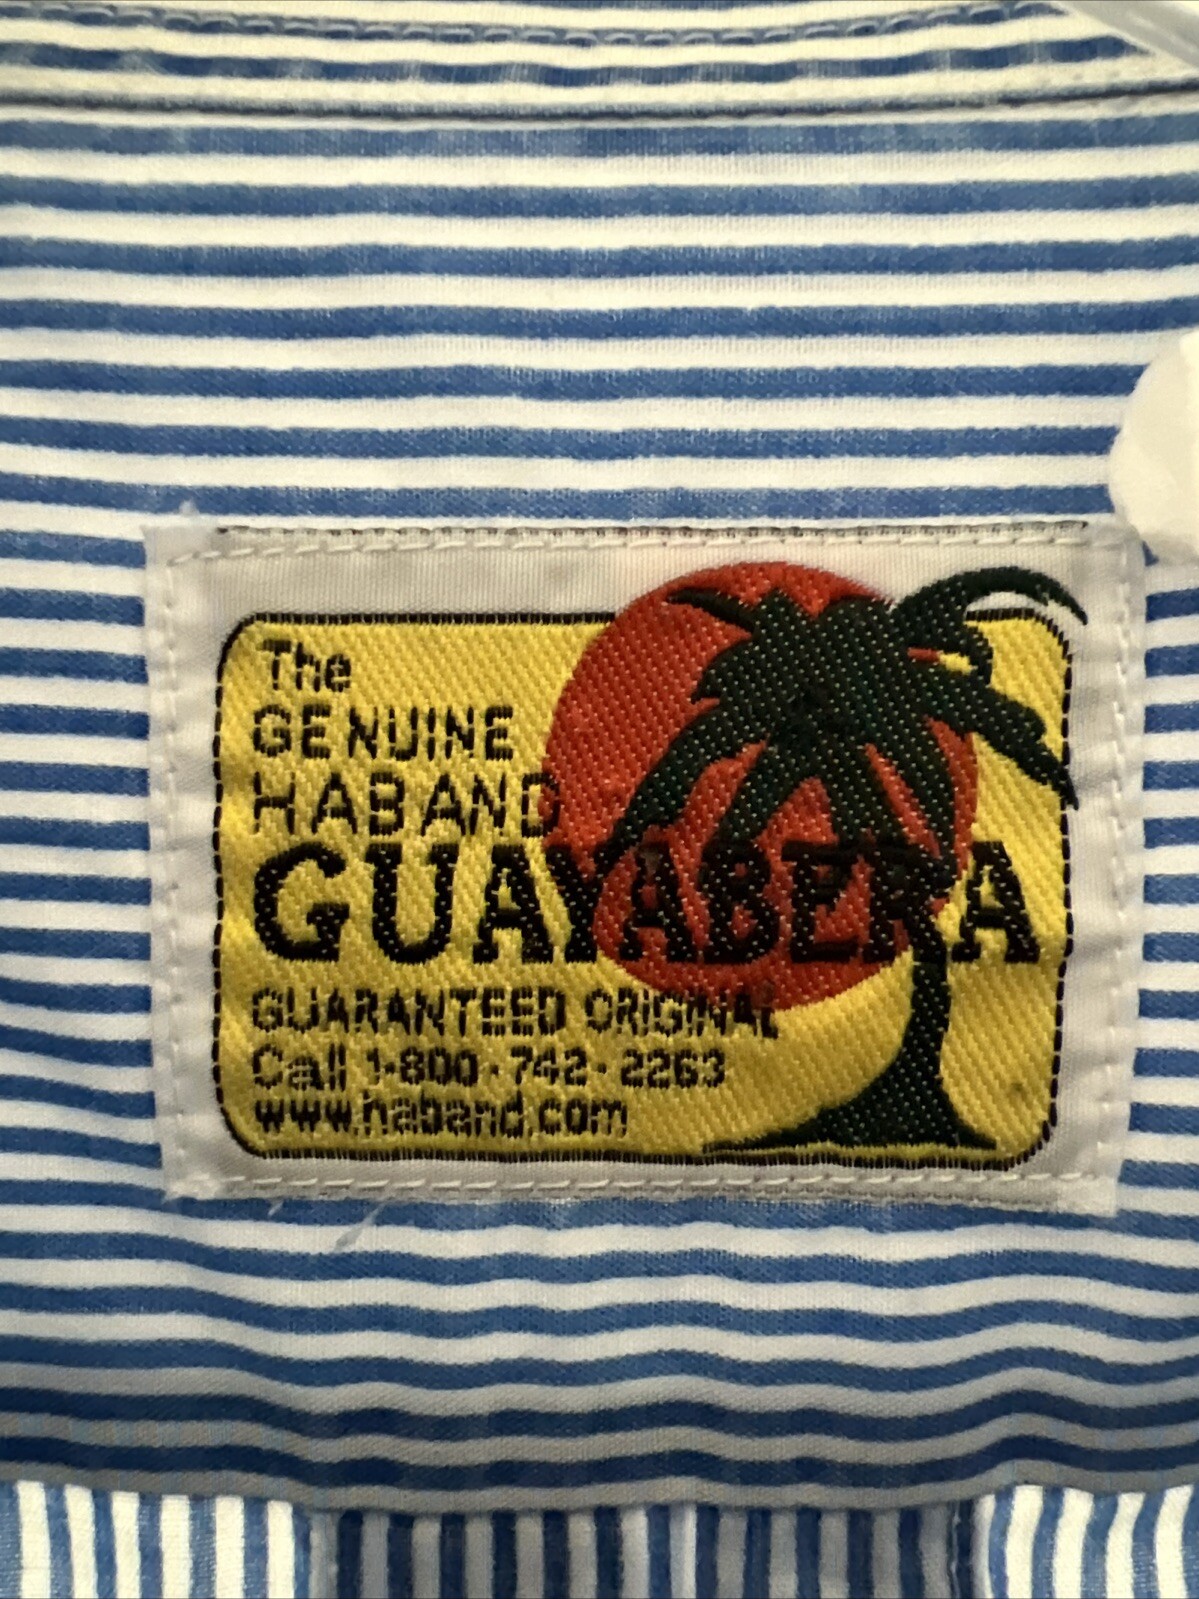 The
GENUINE
HABAND
GUAYABERA
GUARANTEED ORIGINAL
Call 1-800-742-2263
www.haband.com